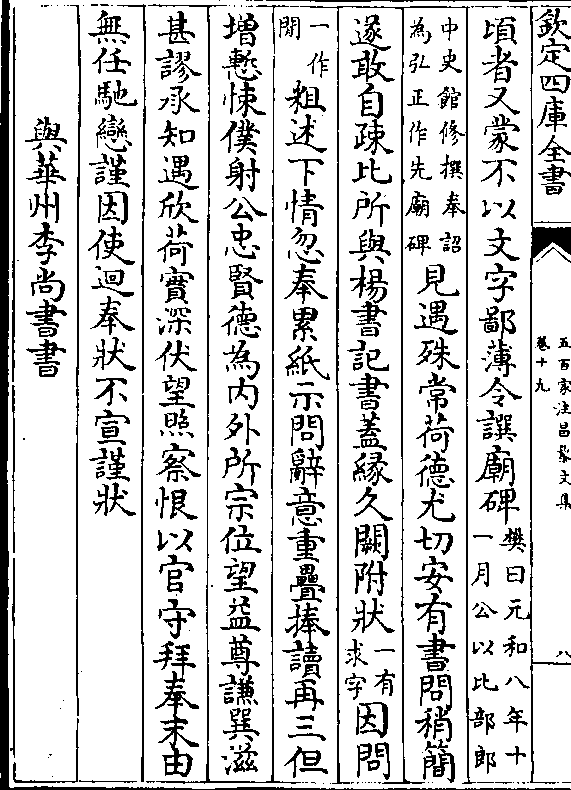 欽定四庫全書
五百家注昌黎文集
卷十九
八
頃者又蒙不以文字鄙薄令譔廟碑樊曰元和八年十一月公以比部郎
中史館修撰奉詔為弘正作先廟碑見遇殊常荷德尤切安有書問稍簡
遂敢自疎比所與楊書記書蓋緣久闕附狀一有求字因問
一作間粗述下情忽奉累紙示問辭意重疊捧讀再三但
增慙悚僕射公忠賢德為内外所宗位望益尊謙巽滋
甚謬承知遇欣荷實深伏望照察恨以官守拜奉未由
無任馳戀謹因使迴奉狀不宣謹狀
與華州李尚書書